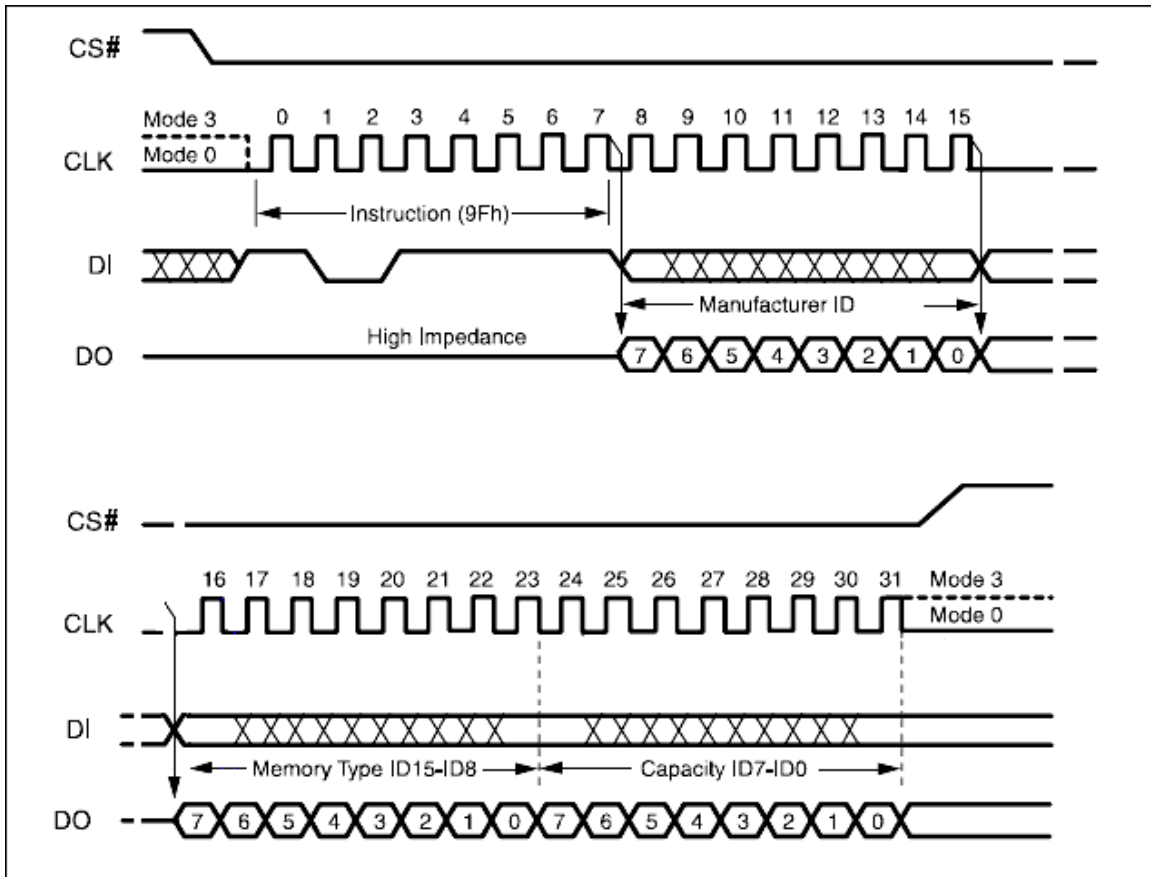 CS#
Mode 3
0 1 2 3 4 5 6 7 8 9 10 11 12 13 14 15
Mode 0
CLK
Instruction (9Fh)
DI
Manufacturer ID
High Impedance
DO
7 6 5 4 3 2 1 0
CS#
16 17 18 19 20 21 22 23 24 25 26 27 28 29 30 31
Mode 3
CLK
Mode 0
DI
Memory Type ID15-ID8
Capacity ID7-ID0
DO
7 6 5 4 3 2 1 0 7 6 5 4 3 2 1 0